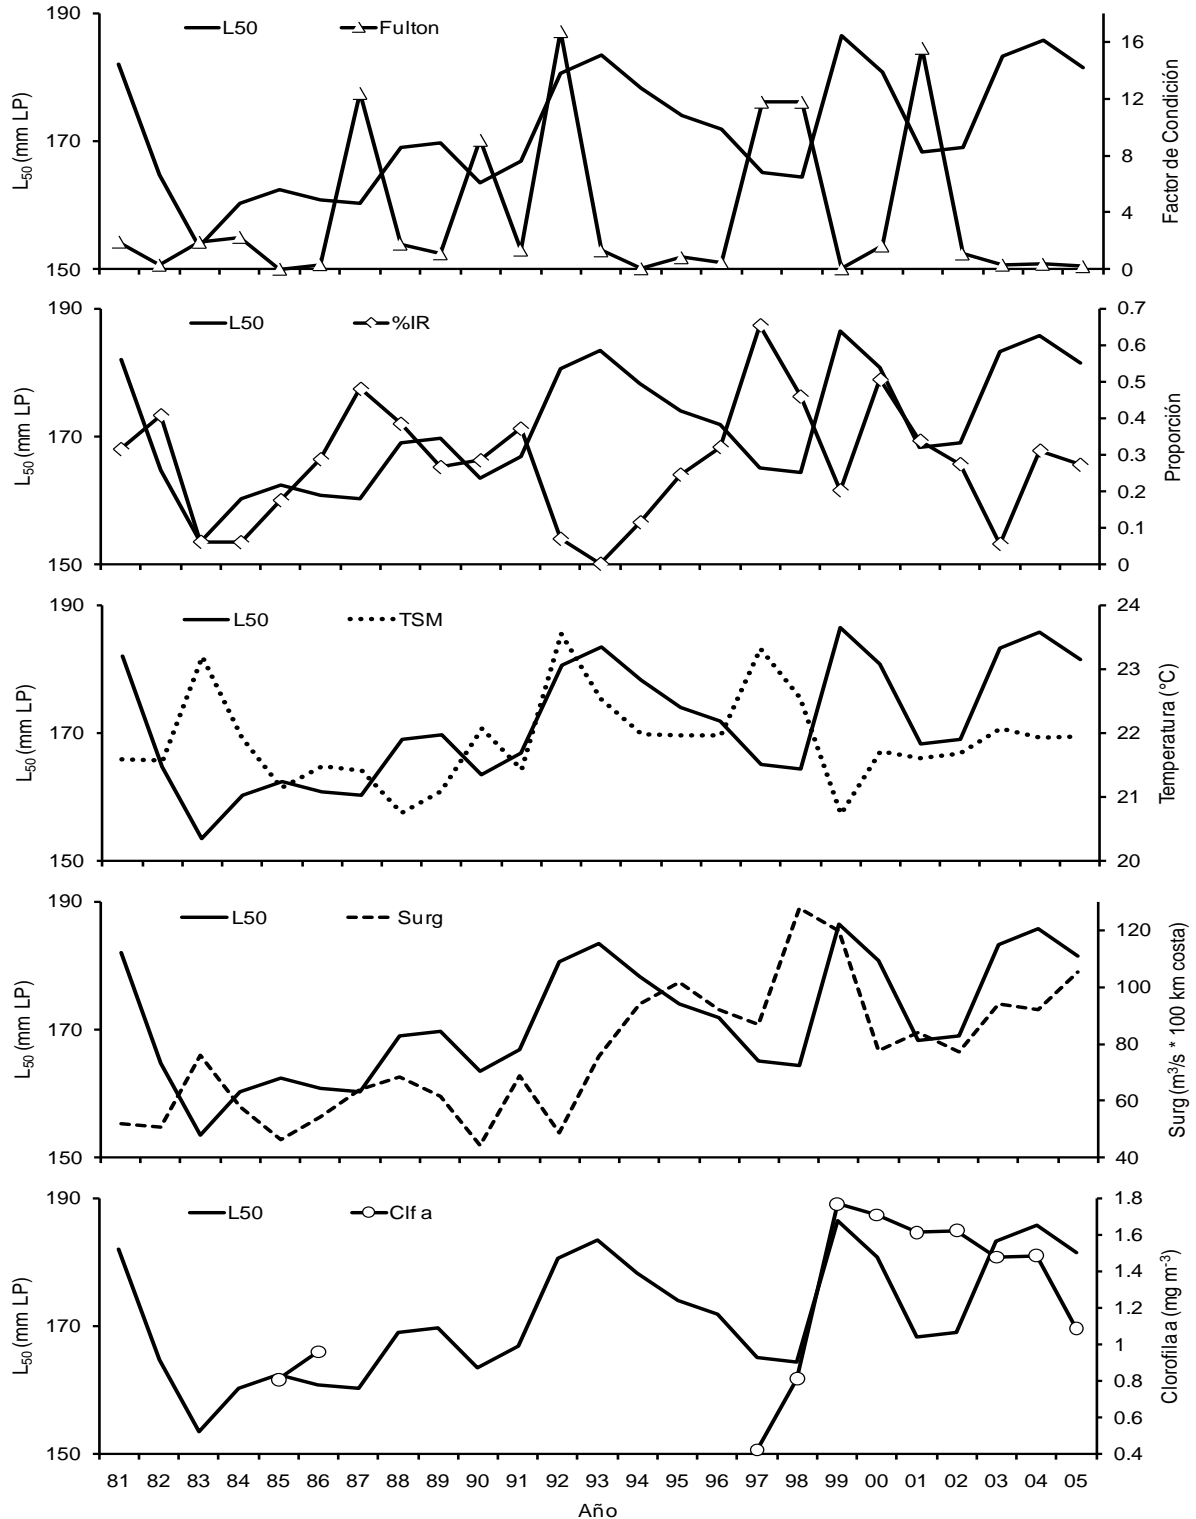 L50 Fulton
190
170
150
L50 (mm LP)
16
12
8
4
0
Factor de Condición
L50 %IR
190
170
150
L50 (mm LP)
0.7
0.6
0.5
0.4
0.3
0.2
0.1
0
Proporción
L50 TSM
190
170
150
L50 (mm LP)
24
23
22
21
20
Temperatura (°C)
L50 Surg
190
170
150
L50 (mm LP)
120
100
80
60
40
Surg (m³/s * 100 km costa)
L50 Clf a
190
170
150
L50 (mm LP)
1.8
1.6
1.4
1.2
1
0.8
0.6
0.4
Clorofila a (mg m-3)
81 82 83 84 85 86 87 88 89 90 91 92 93 94 95 96 97 98 99 00 01 02 03 04 05
Año